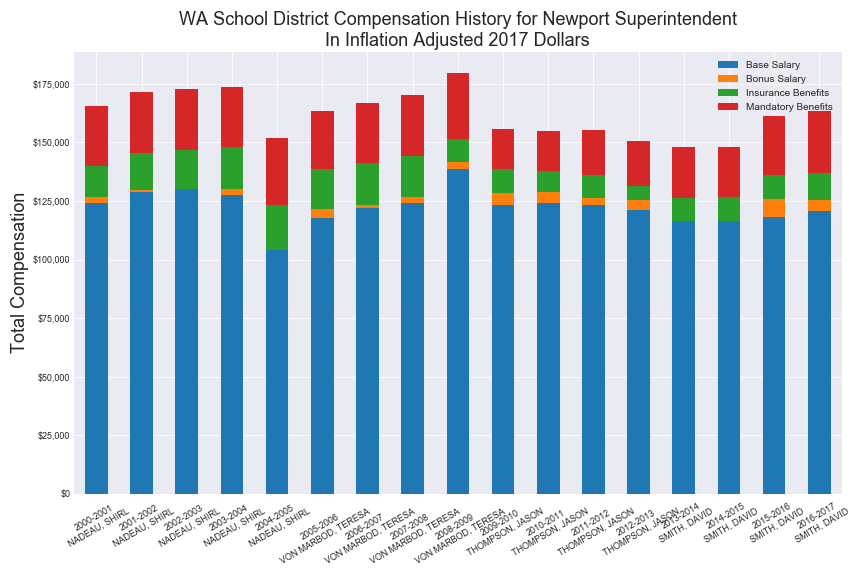 WA School District Compensation History for Newport Superintendent
In Inflation Adjusted 2017 Dollars
Total Compensation
$175,000
$150,000
$125,000
$100,000
$75,000
$50,000
$25,000
$0
Base Salary
Bonus Salary
Insurance Benefits
Mandatory Benefits
2000-2001
NADEAU, SHIRL
2001-2002
NADEAU, SHIRL
2002-2003
NADEAU, SHIRL
2003-2004
NADEAU, SHIRL
2004-2005
NADEAU, SHIRL
2005-2006
VON MARBOD, TERESA
2006-2007
VON MARBOD, TERESA
2007-2008
VON MARBOD, TERESA
2008-2009
VON MARBOD, TERESA
2009-2010
THOMPSON, JASON
2010-2011
THOMPSON, JASON
2011-2012
THOMPSON, JASON
2012-2013
THOMPSON, JASON
2013-2014
SMITH, DAVID
2014-2015
SMITH, DAVID
2015-2016
SMITH, DAVID
2016-2017
SMITH, DAVID